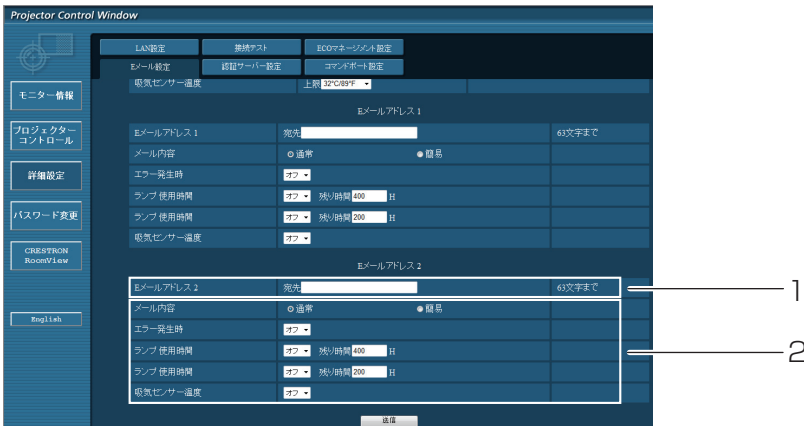 Projector Control Window
LAN設定 接続テスト ECOマネージメント設定
Eメール設定 認証サーバー設定 コマンドポート設定
吸気センサー温度 上限 32°C/89°F
モニター情報
プロジェクター
コントロール
詳細設定
パスワード変更
CRESTRON
RoomView
English
Eメールアドレス 1
Eメールアドレス 1 宛先 63文字まで
メール内容 通常 簡易
エラー発生時 オフ
ランプ 使用時間 オフ 残り時間 400 H
ランプ 使用時間 オフ 残り時間 200 H
吸気センサー温度 オフ
Eメールアドレス 2
Eメールアドレス 2 宛先 63文字まで 1
メール内容 通常 簡易
エラー発生時 オフ
ランプ 使用時間 オフ 残り時間 400 H 2
ランプ 使用時間 オフ 残り時間 200 H
吸気センサー温度 オフ
送信